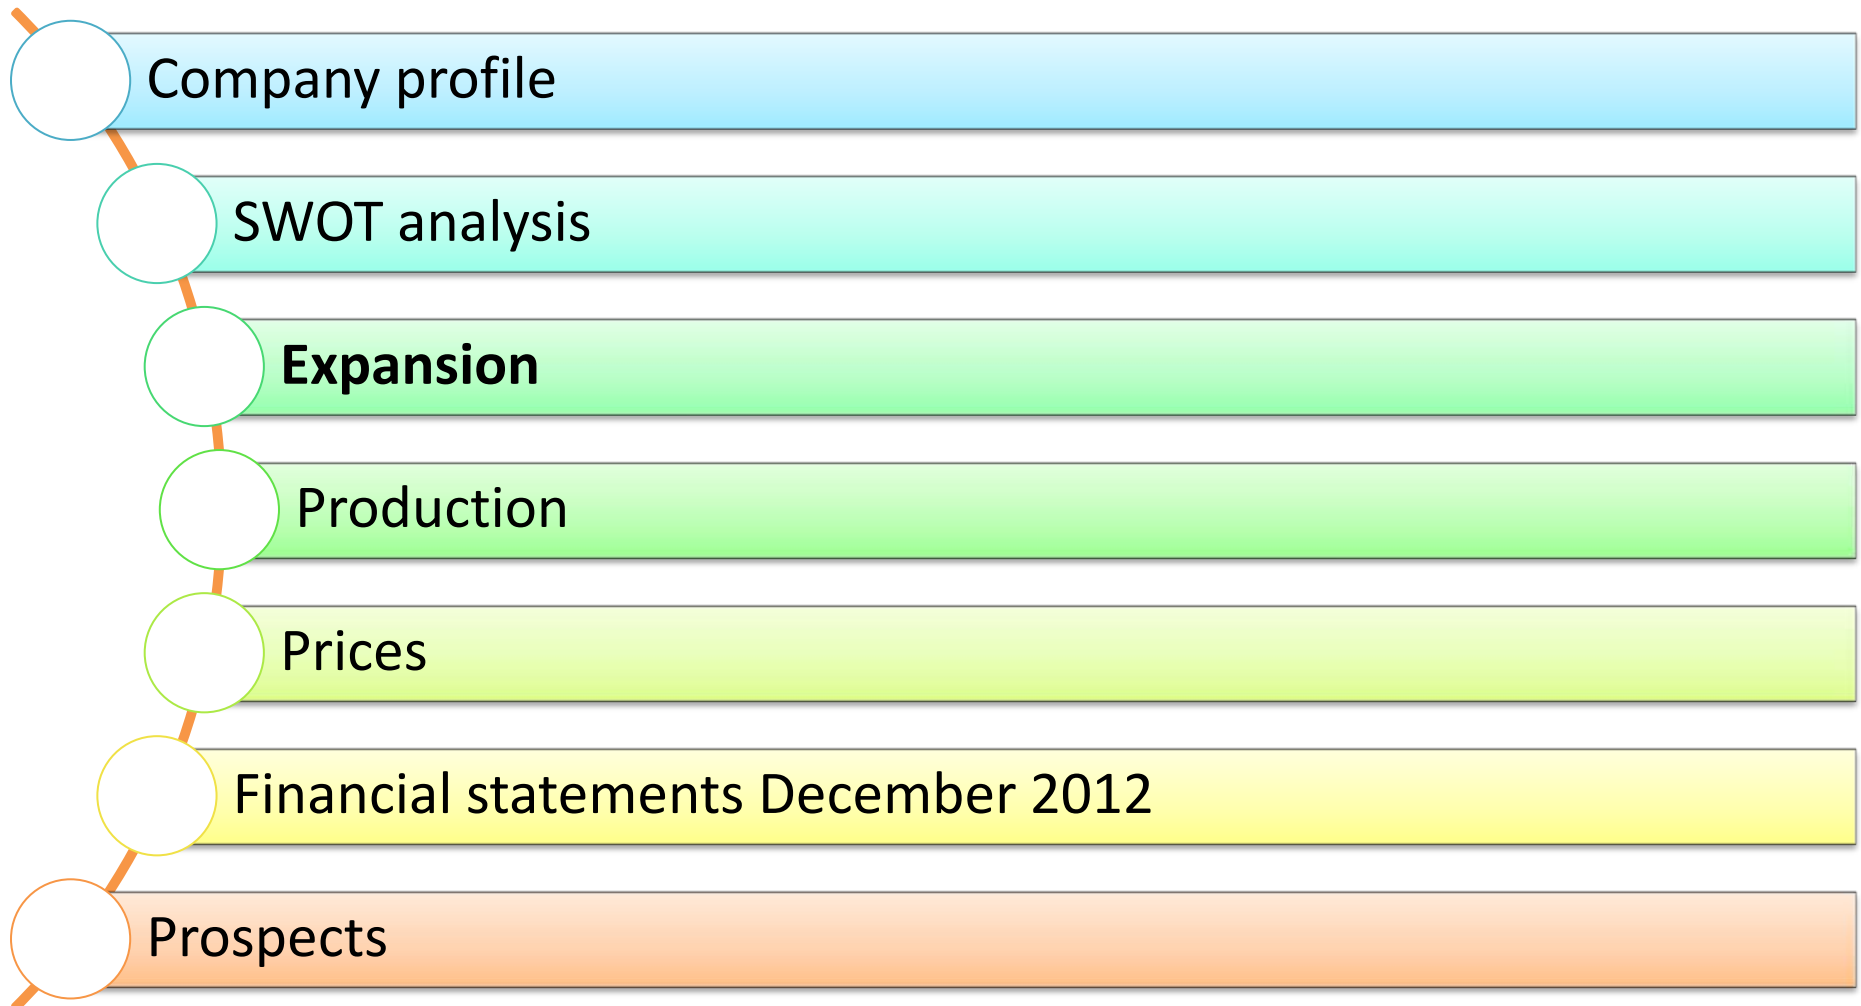 Company profile
SWOT analysis
Expansion
Production
Prices
Financial statements December 2012
Prospects